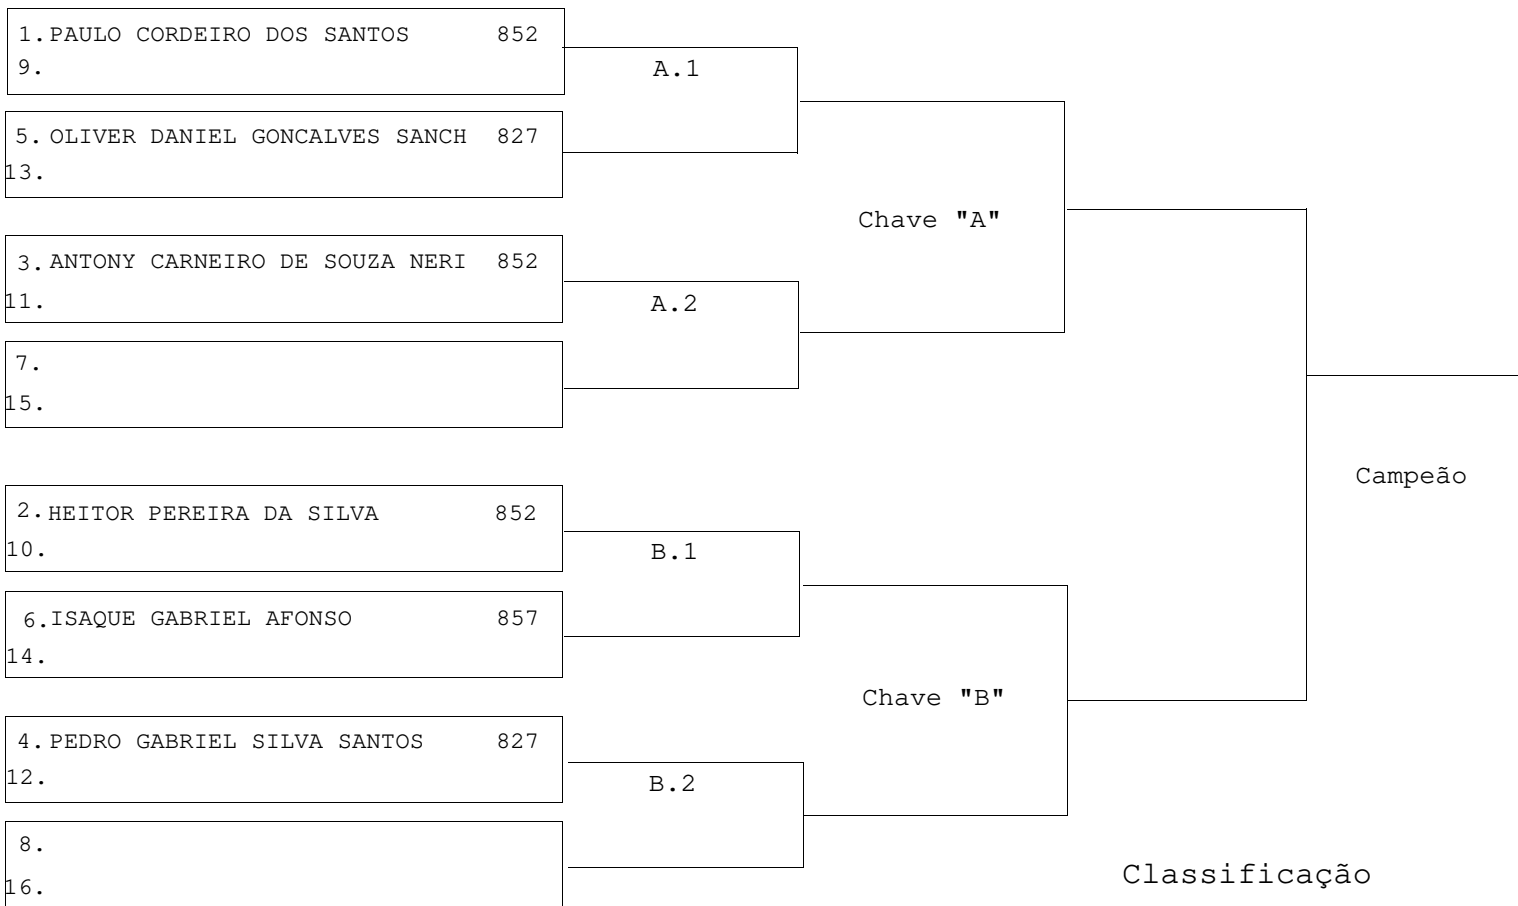 1. PAULO CORDEIRO DOS SANTOS 852
9.
A.1
5. OLIVER DANIEL GONCALVES SANCH 827
13.
Chave "A"
3. ANTONY CARNEIRO DE SOUZA NERI 852
11.
A.2
7.
15.
Campeão
2. HEITOR PEREIRA DA SILVA 852
10.
B.1
6. ISAQUE GABRIEL AFONSO 857
14.
Chave "B"
4. PEDRO GABRIEL SILVA SANTOS 827
12.
B.2
8.
16.
Classificação